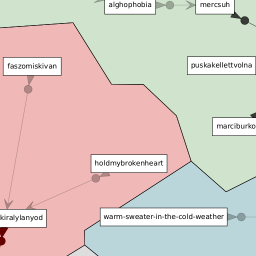 alghophobia
mercsuh
faszomiskivan
puskakellettvolna
marciburko
holdmybrokenheart
kiralylanyod
warm-sweater-in-the-cold-weather